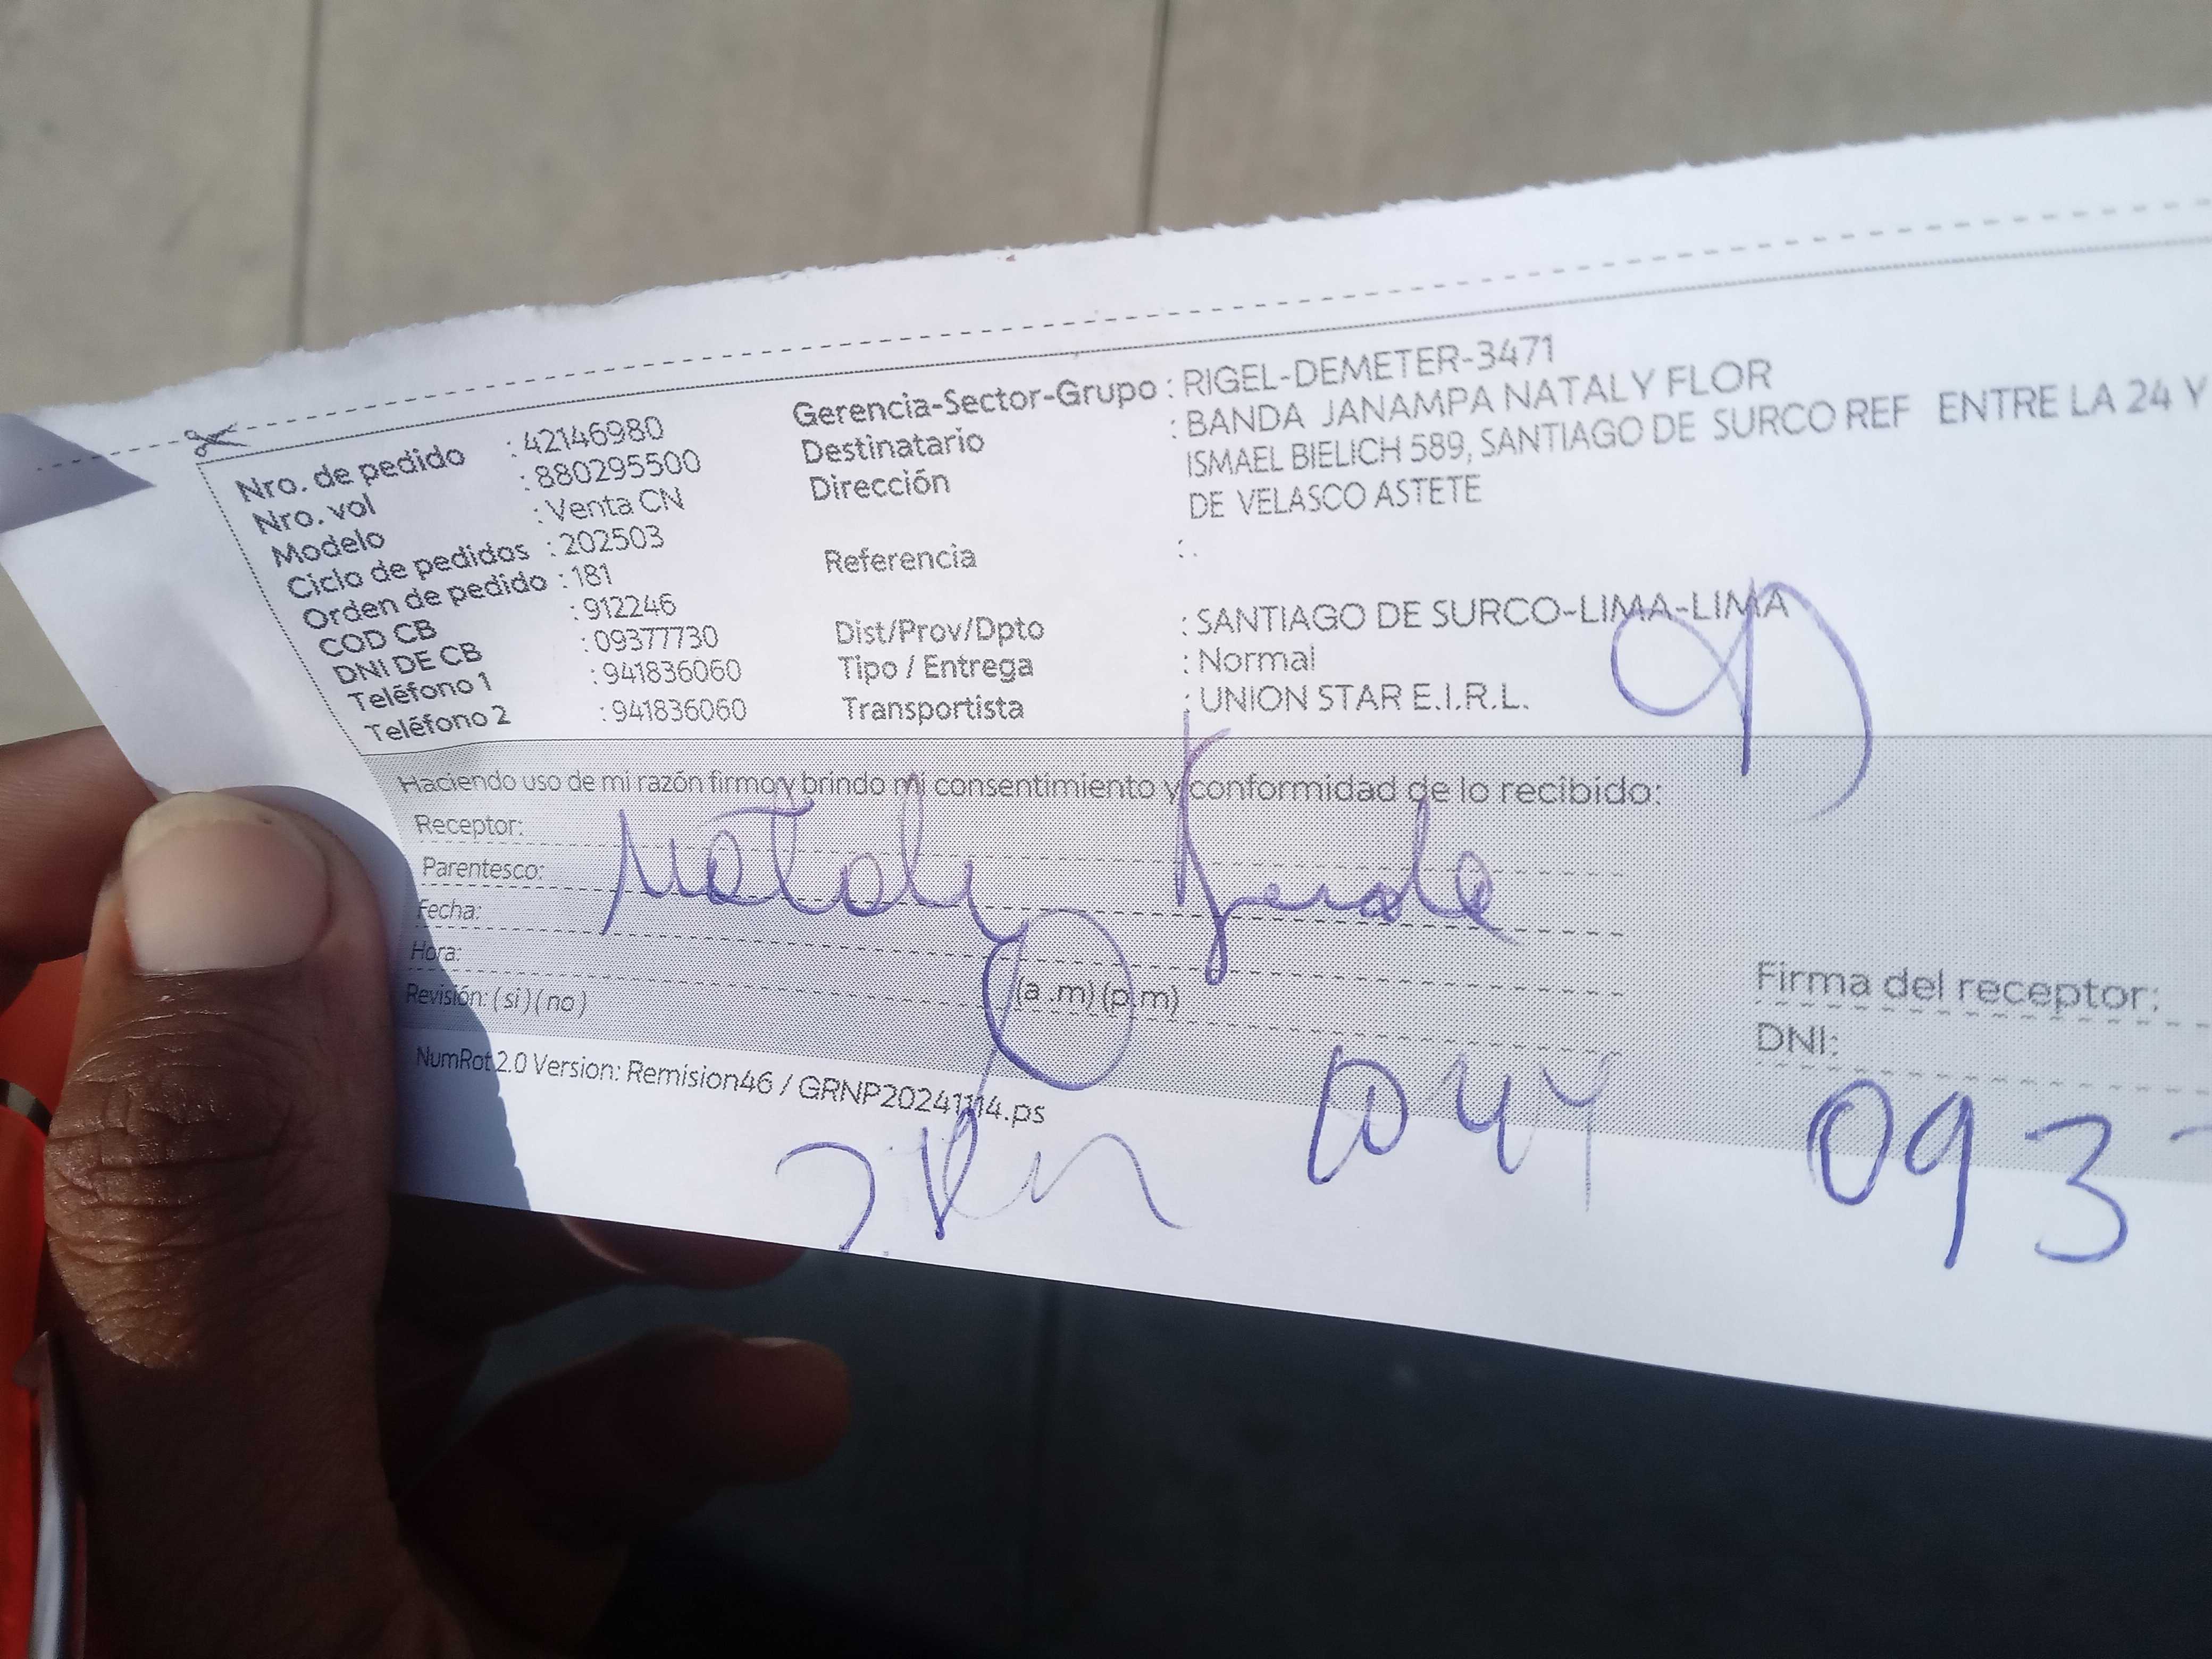 Nro. de pedido : 42146980
Nro. vol : 880295500
Modelo : Venta CN
Ciclo de pedidos : 202503
Orden de pedido : 181
COD CB : 912246
DNI DE CB : 09377730
Teléfono 1 : 941836060
Teléfono 2 : 941836060
Gerencia-Sector-Grupo : RIGEL-DEMETER-3471
Destinatario : BANDA JANAMPA NATALY FLOR
Dirección : ISMAEL BIELICH 589, SANTIAGO DE SURCO REF ENTRE LA 24 Y
DE VELASCO ASTETE
Referencia : .
Dist/Prov/Dpto : SANTIAGO DE SURCO-LIMA-LIMA
Tipo / Entrega : Normal
Transportista : UNION STAR E.I.R.L.
Haciendo uso de mi razón firmo y brindo mi consentimiento y conformidad de lo recibido:
Receptor:
Parentesco: Nataly
Fecha:
Hora: (a .m) (p.m)
Revisión: ( si ) ( no )
Firma del receptor:
DNI:
093
NumRot 2.0 Version: Remision46 / GRNP20241114.ps